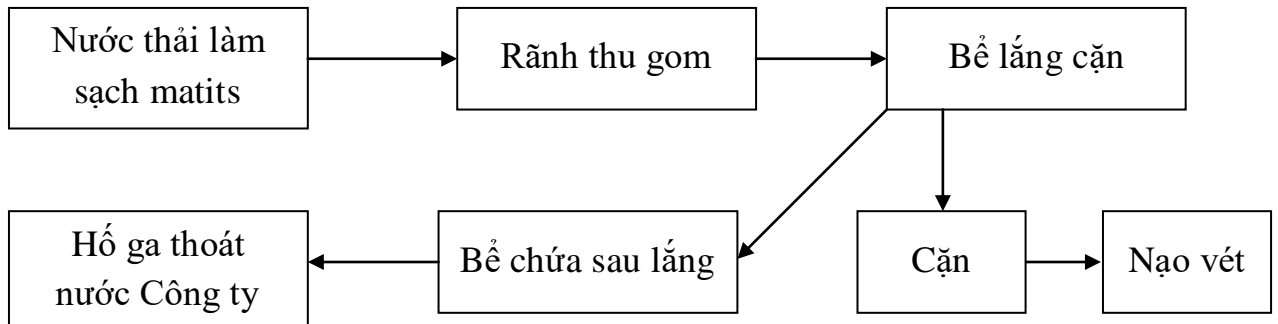 Nước thải làm
sạch matits
Rãnh thu gom
Bể lắng cặn
Hố ga thoát
nước Công ty
Bể chứa sau lắng
Cặn
Nạo vét